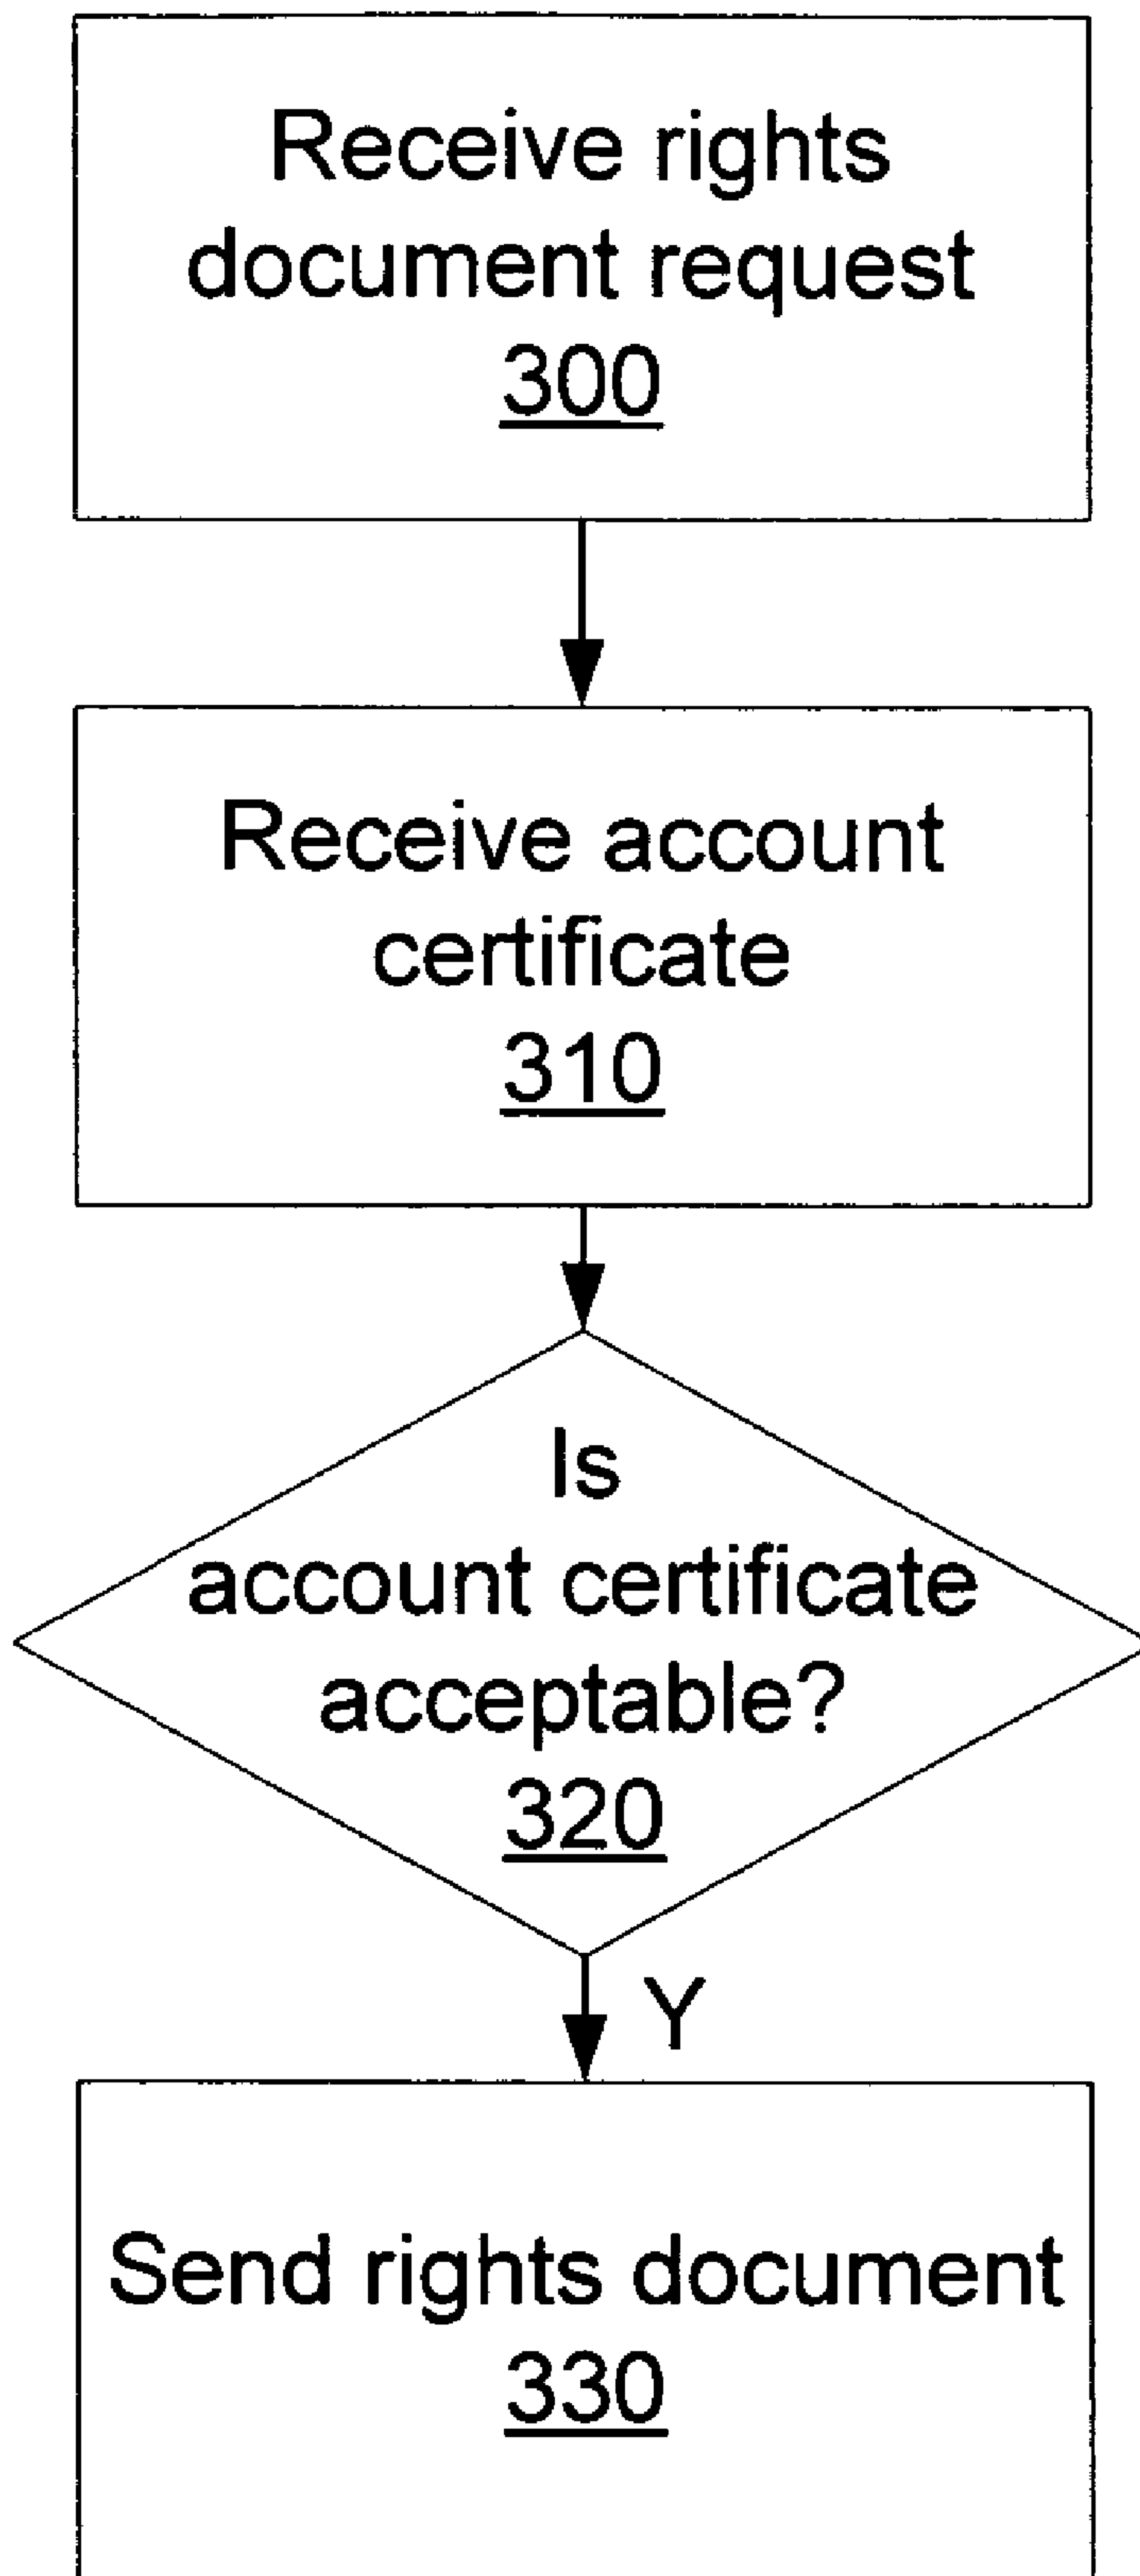 Receive rights
document request
300
Receive account
certificate
310
Is
account certificate
acceptable?
320
Y
Send rights document
330